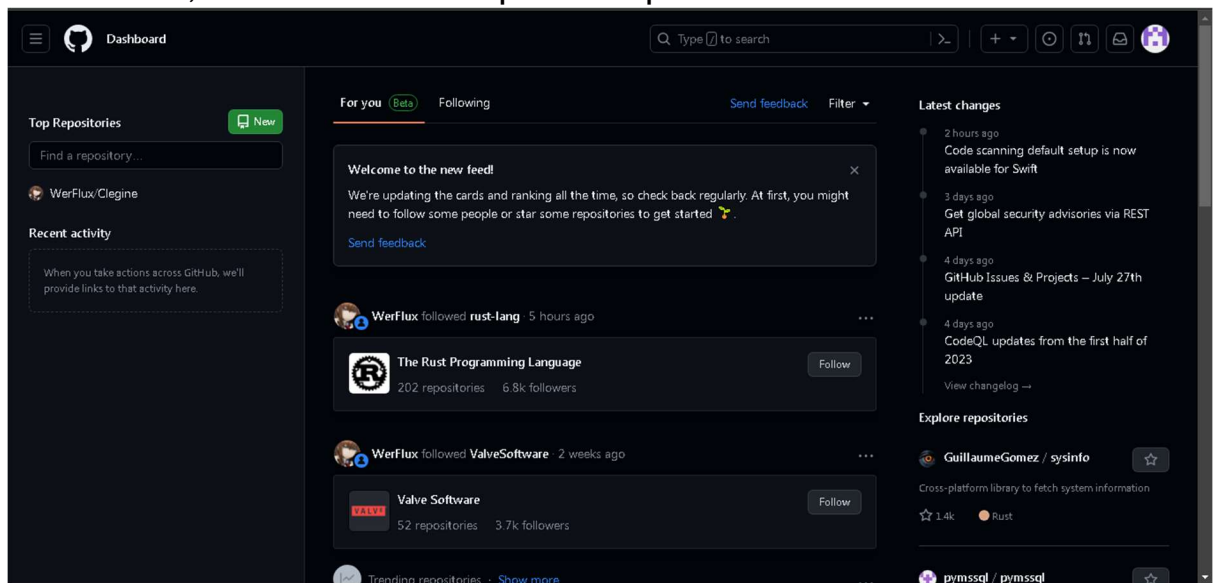 Dashboard
Type / to search
Top Repositories
New
Find a repository...
WerFlux/Clegine
Recent activity
When you take actions across GitHub, we'll
provide links to that activity here.
For you Beta Following
Send feedback Filter
Welcome to the new feed!
We're updating the cards and ranking all the time, so check back regularly. At first, you might
need to follow some people or star some repositories to get started 🌱.
Send feedback
WerFlux followed rust-lang · 5 hours ago
The Rust Programming Language
Follow
202 repositories 6.8k followers
WerFlux followed ValveSoftware · 2 weeks ago
VALVE
Valve Software
Follow
52 repositories 3.7k followers
Trending repositories · Show more
Latest changes
2 hours ago
Code scanning default setup is now
available for Swift
3 days ago
Get global security advisories via REST
API
4 days ago
GitHub Issues & Projects – July 27th
update
4 days ago
CodeQL updates from the first half of
2023
View changelog →
Explore repositories
GuillaumeGomez / sysinfo
Cross-platform library to fetch system information
1.4k Rust
pymssql / pymssql